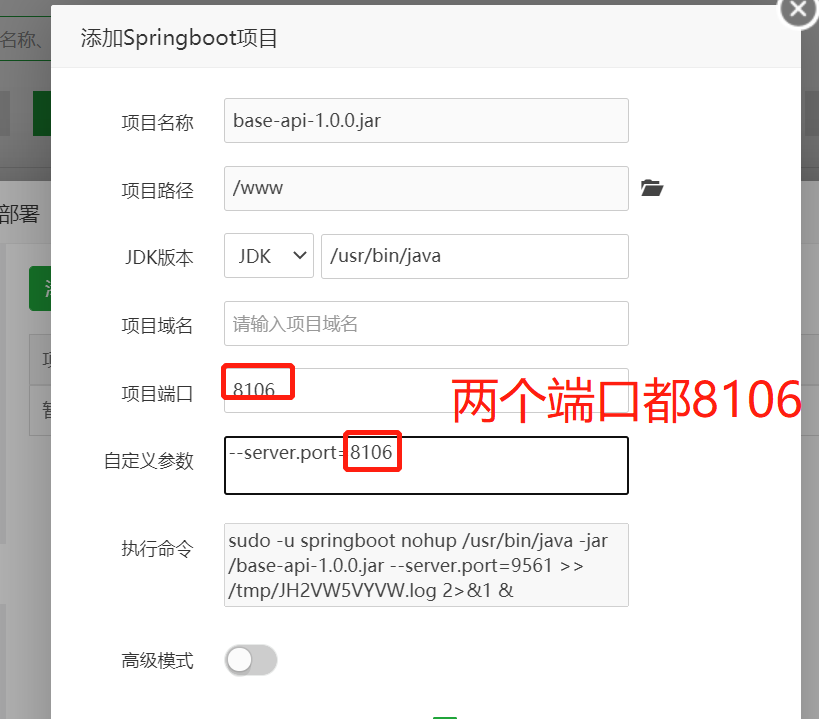 添加Springboot项目
名称、
部署
项目名称 base-api-1.0.0.jar
项目路径 /www
JDK版本 JDK /usr/bin/java
项目域名 请输入项目域名
项目端口 8106
两个端口都8106
自定义参数 --server.port=8106
执行命令 sudo -u springboot nohup /usr/bin/java -jar
/base-api-1.0.0.jar --server.port=9561 >>
/tmp/JH2VW5VYVW.log 2>&1 &
高级模式